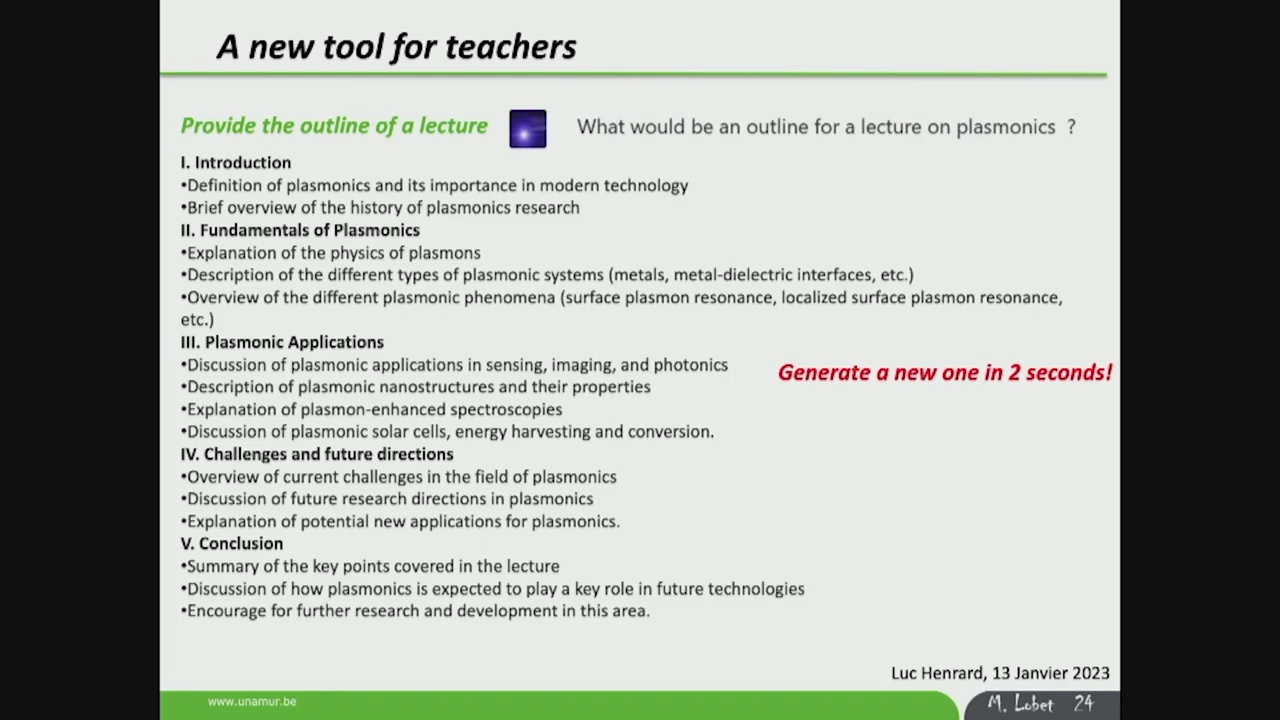 A new tool for teachers
Provide the outline of a lecture
What would be an outline for a lecture on plasmonics ?
I. Introduction
•Definition of plasmonics and its importance in modern technology
•Brief overview of the history of plasmonics research
II. Fundamentals of Plasmonics
•Explanation of the physics of plasmons
•Description of the different types of plasmonic systems (metals, metal-dielectric interfaces, etc.)
•Overview of the different plasmonic phenomena (surface plasmon resonance, localized surface plasmon resonance,
etc.)
III. Plasmonic Applications
•Discussion of plasmonic applications in sensing, imaging, and photonics
Generate a new one in 2 seconds!
•Description of plasmonic nanostructures and their properties
•Explanation of plasmon-enhanced spectroscopies
•Discussion of plasmonic solar cells, energy harvesting and conversion.
IV. Challenges and future directions
•Overview of current challenges in the field of plasmonics
•Discussion of future research directions in plasmonics
•Explanation of potential new applications for plasmonics.
V. Conclusion
•Summary of the key points covered in the lecture
•Discussion of how plasmonics is expected to play a key role in future technologies
•Encourage for further research and development in this area.
Luc Henrard, 13 Janvier 2023
www.unamur.be
M. Lobet 24